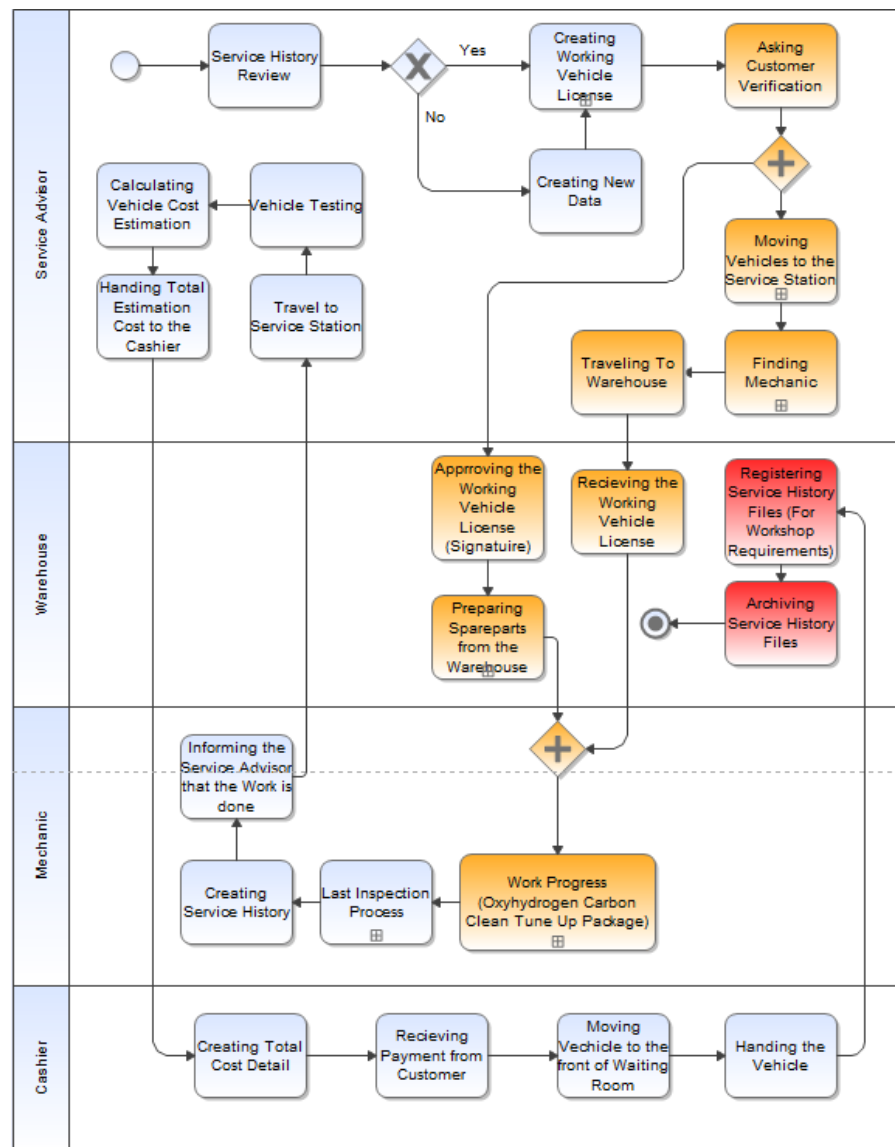 Service Advisor
Service History
Review
Yes
No
Creating
Working
Vehicle
License
Asking
Customer
Verification
Creating New
Data
Calculating
Vehicle Cost
Estimation
Vehicle Testing
Moving
Vehicles to the
Service Station
Handing Total
Estimation
Cost to the
Cashier
Travel to
Service Station
Traveling To
Warehouse
Finding
Mechanic
Warehouse
Apprroving the
Working
Vehicle
License
(Signatuire)
Recieving the
Working
Vehicle
License
Registering
Service History
Files (For
Workshop
Requirements)
Preparing
Spareparts
from the
Warehouse
Archiving
Service History
Files
Mechanic
Informing the
Service Advisor
that the Work is
done
Creating
Service History
Last Inspection
Process
Work Progress
(Oxyhydrogen Carbon
Clean Tune Up Package)
Cashier
Creating Total
Cost Detail
Recieving
Payment from
Customer
Moving
Vechicle to the
front of Waiting
Room
Handing the
Vehicle